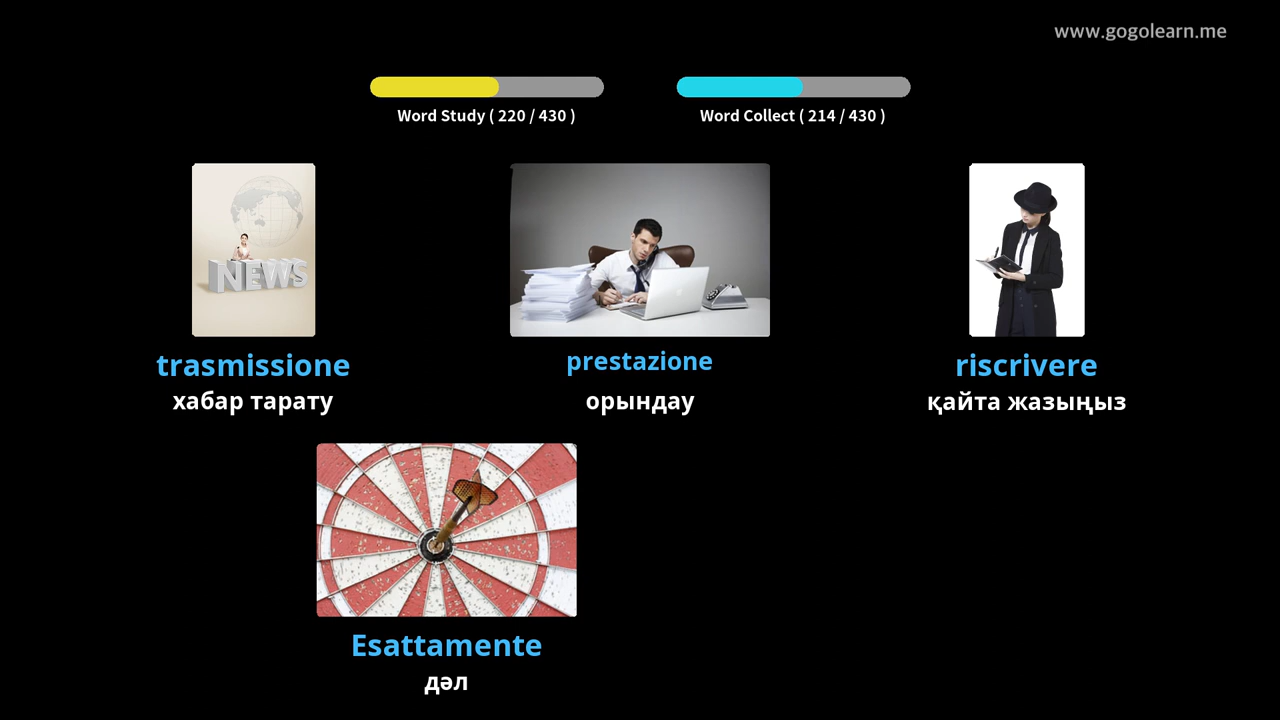 www.gogolearn.me
Word Study ( 220 / 430 )
Word Collect ( 214 / 430 )
NEWS
trasmissione
хабар тарату
prestazione
орындау
riscrivere
қайта жазыңыз
Esattamente
дәл